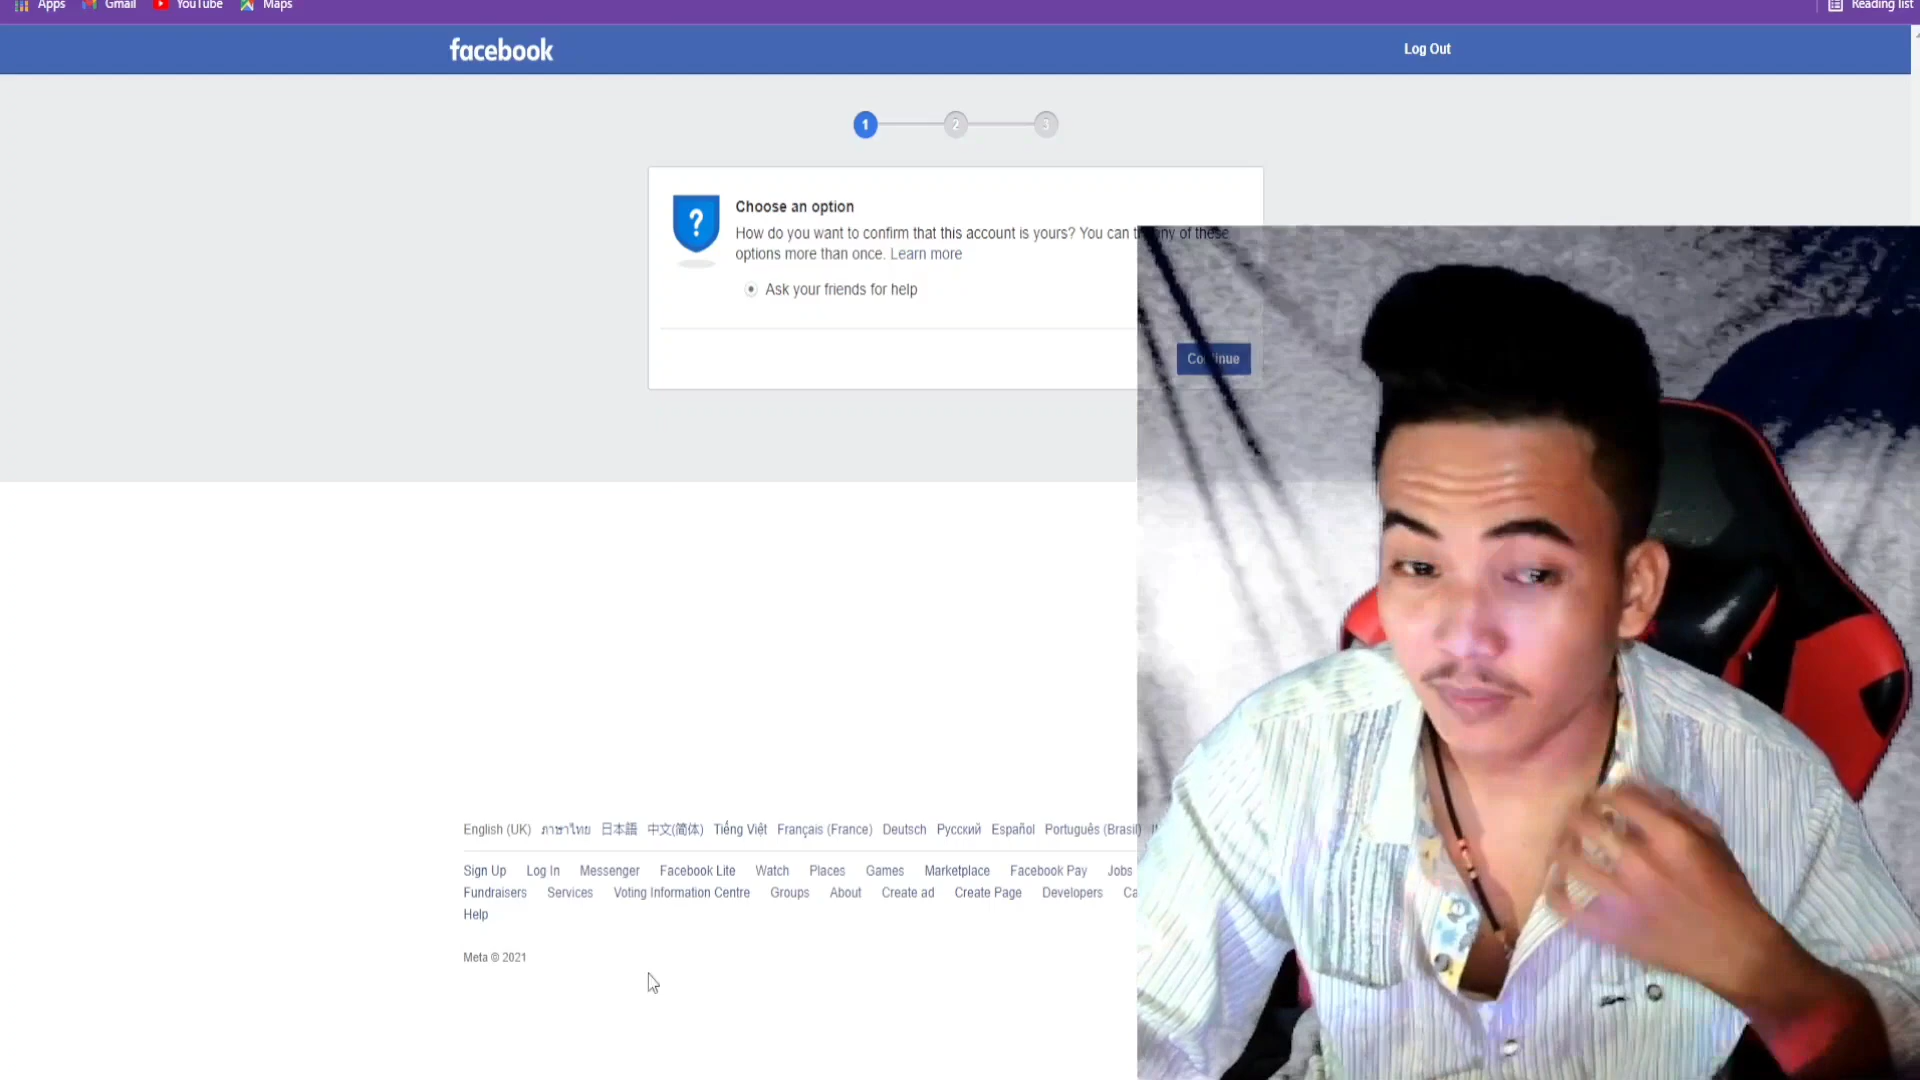 Apps Gmail YouTube Maps Reading list
facebook Log Out
1 2 3
Choose an option
How do you want to confirm that this account is yours? You can any of these
options more than once. Learn more
Ask your friends for help
Continue
English (UK) ภาษาไทย 日本語 中文(简体) Tiếng Việt Français (France) Deutsch Русский Español Português (Brasil)
Sign Up Log In Messenger Facebook Lite Watch Places Games Marketplace Facebook Pay Jobs
Fundraisers Services Voting Information Centre Groups About Create ad Create Page Developers
Help
Meta © 2021